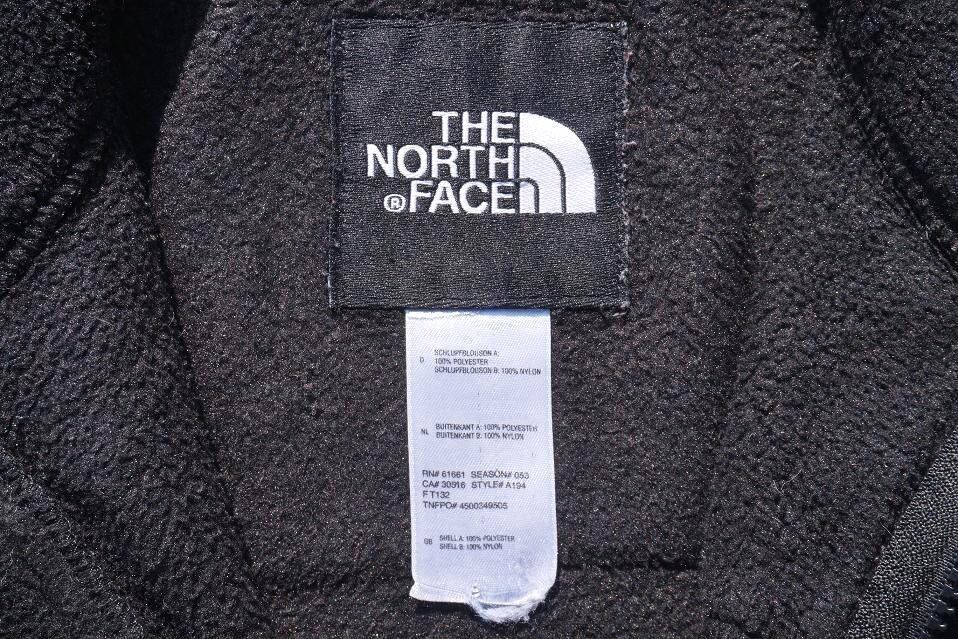 THE
NORTH
® FACE
D SCHLUPFBLOUSON A:
100% POLYESTER
SCHLUPFBLOUSON B: 100% NYLON
NL BUITENKANT A: 100% POLYESTER
BUITENKANT B: 100% NYLON
RN# 61661 SEASON# 053
CA# 30516 STYLE# A194
FT132
TNFPO# 4500349505
GB SHELL A: 100% POLYESTER
SHELL B: 100% NYLON